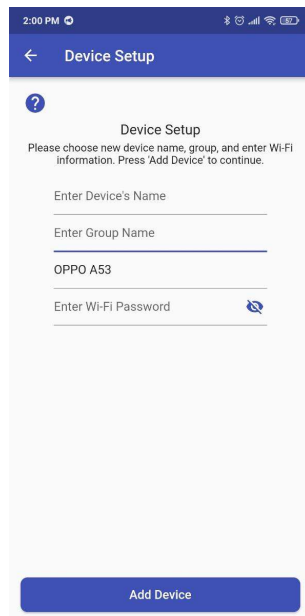 2:00 PM
57
Device Setup
?
Device Setup
Please choose new device name, group, and enter Wi-Fi
information. Press 'Add Device' to continue.
Enter Device's Name
Enter Group Name
OPPO A53
Enter Wi-Fi Password
Add Device